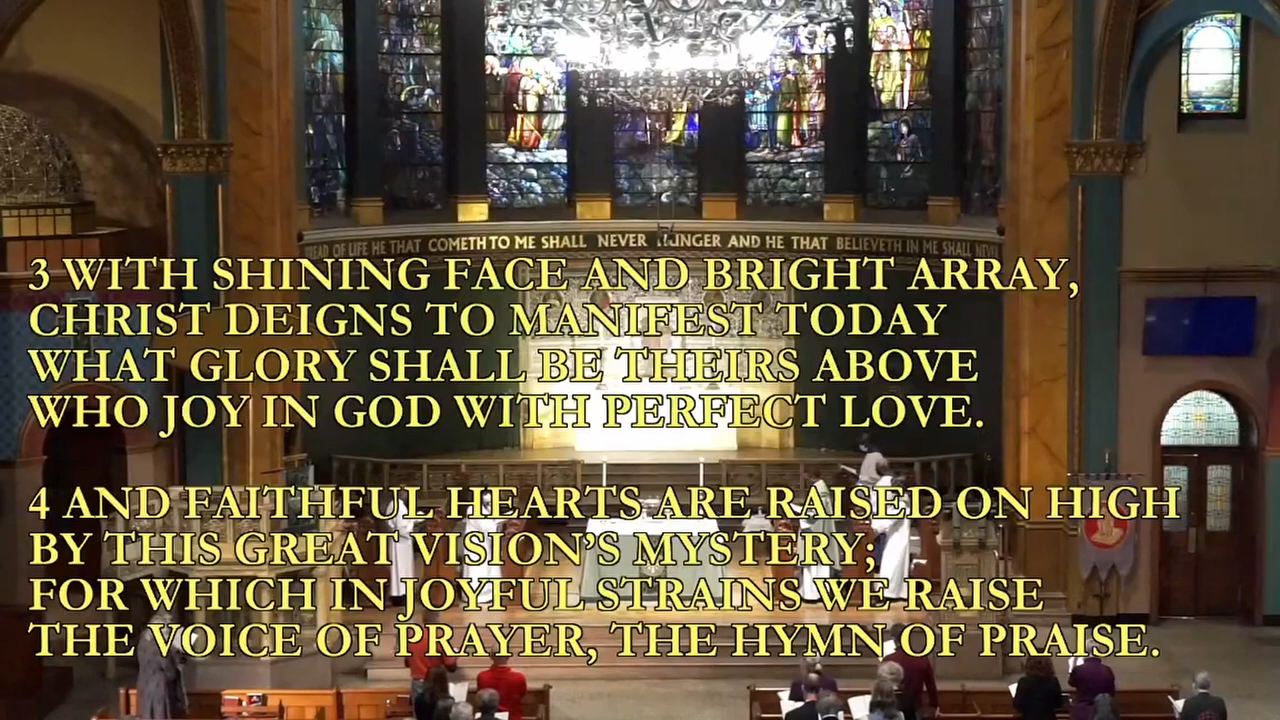 OF LIFE HE THAT COMETH TO ME SHALL NEVER HUNGER AND HE THAT BELIEVETH IN ME SHALL
3 WITH SHINING FACE AND BRIGHT ARRAY,
CHRIST DEIGNS TO MANIFEST TODAY
WHAT GLORY SHALL BE THEIRS ABOVE
WHO JOY IN GOD WITH PERFECT LOVE.
4 AND FAITHFUL HEARTS ARE RAISED ON HIGH
BY THIS GREAT VISION’S MYSTERY;
FOR WHICH IN JOYFUL STRAINS WE RAISE
THE VOICE OF PRAYER, THE HYMN OF PRAISE.